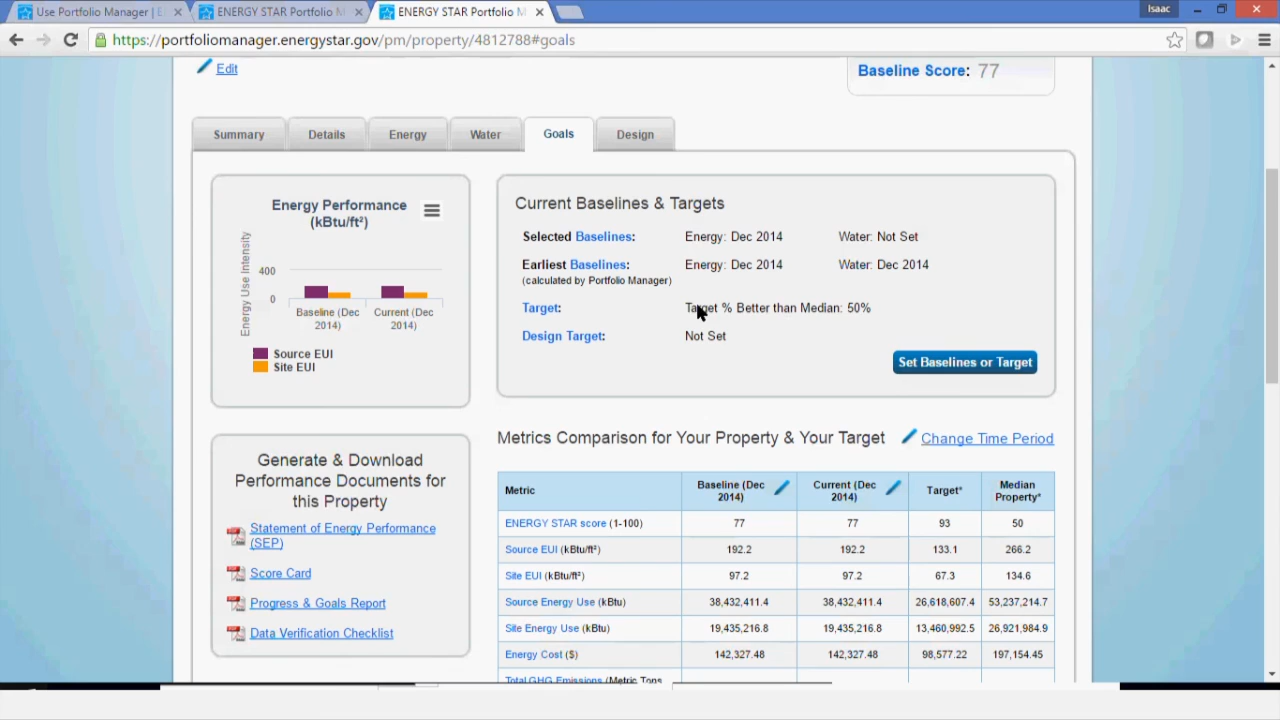 Use Portfolio Manager |
ENERGY STAR Portfolio M
ENERGY STAR Portfolio M
Isaac
https://portfoliomanager.energystar.gov/pm/property/4812788#goals
Edit
Baseline Score: 77
Summary
Details
Energy
Water
Goals
Design
Energy Performance
(kBtu/ft²)
Energy Use Intensity
400
0
Baseline (Dec
2014)
Current (Dec
2014)
Source EUI
Site EUI
Current Baselines & Targets
Selected Baselines: Energy: Dec 2014 Water: Not Set
Earliest Baselines: Energy: Dec 2014 Water: Dec 2014
(calculated by Portfolio Manager)
Target: Target % Better than Median: 50%
Design Target: Not Set
Set Baselines or Target
Generate & Download
Performance Documents for
this Property
Statement of Energy Performance
(SEP)
Score Card
Progress & Goals Report
Data Verification Checklist
Metrics Comparison for Your Property & Your Target
Change Time Period
Metric Baseline (Dec 2014) Current (Dec 2014) Target* Median Property*
ENERGY STAR score (1-100) 77 77 93 50
Source EUI (kBtu/ft²) 192.2 192.2 133.1 266.2
Site EUI (kBtu/ft²) 97.2 97.2 67.3 134.6
Source Energy Use (kBtu) 38,432,411.4 38,432,411.4 26,618,607.4 53,237,214.7
Site Energy Use (kBtu) 19,435,216.8 19,435,216.8 13,460,992.5 26,921,984.9
Energy Cost ($) 142,327.48 142,327.48 98,577.22 197,154.45
Total GHG Emissions (Metric Tons